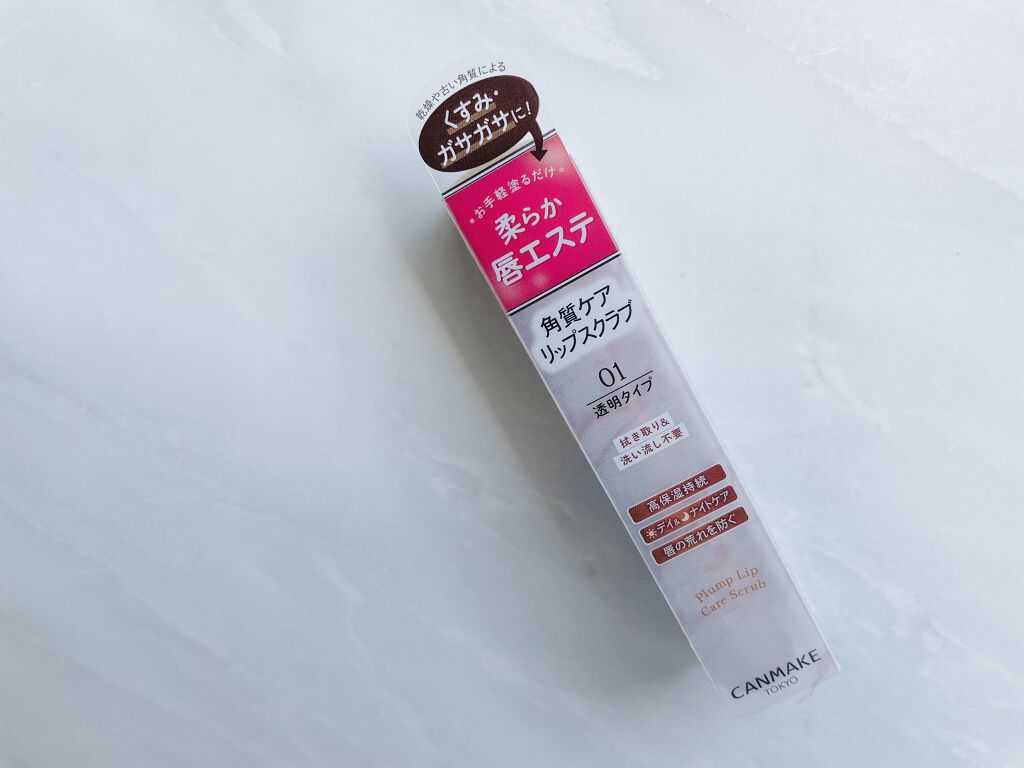 乾燥や古い角質による
くすみ・
ガサガサに!
お手軽塗るだけ
柔らか
唇エステ
角質ケア
リップスクラブ
01
透明タイプ
拭き取り&
洗い流し不要
高保湿持続
デイ&ナイトケア
唇の荒れを防ぐ
Plump Lip
Care Scrub
CANMAKE
TOKYO